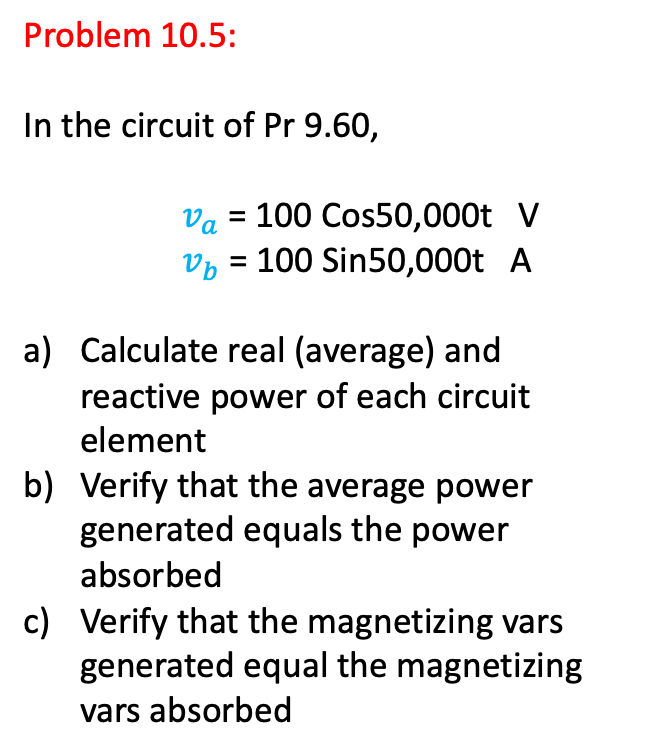 Problem 10.5:
In the circuit of Pr 9.60,
vₐ = 100 Cos50,000t V
v_b = 100 Sin50,000t A
a) Calculate real (average) and
reactive power of each circuit
element
b) Verify that the average power
generated equals the power
absorbed
c) Verify that the magnetizing vars
generated equal the magnetizing
vars absorbed